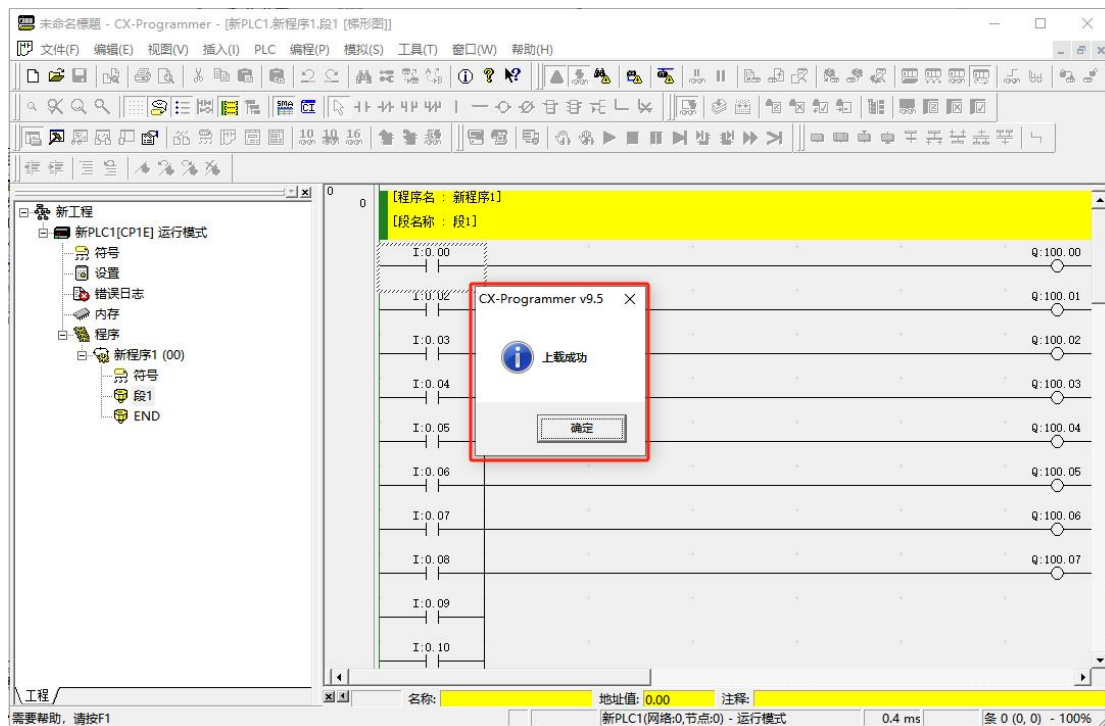 未命名標題 - CX-Programmer - [新PLC1.新程序1.段1 [梯形图]]
文件(F) 编辑(E) 视图(V) 插入(I) PLC 编程(P) 模拟(S) 工具(T) 窗口(W) 帮助(H)
10 10 16
新工程
新PLC1[CP1E] 运行模式
符号
设置
错误日志
内存
程序
新程序1 (00)
符号
段1
END
工程
0
0
[程序名 : 新程序1]
[段名称 : 段1]
I:0.00 Q:100.00
I:0.02 Q:100.01
I:0.03 Q:100.02
I:0.04 Q:100.03
I:0.05 Q:100.04
I:0.06 Q:100.05
I:0.07 Q:100.06
I:0.08 Q:100.07
I:0.09
I:0.10
CX-Programmer v9.5
上载成功
确定
名称: 地址值: 0.00 注释:
需要帮助，请按F1 新PLC1(网络:0,节点:0) - 运行模式 0.4 ms 条 0 (0, 0) - 100%